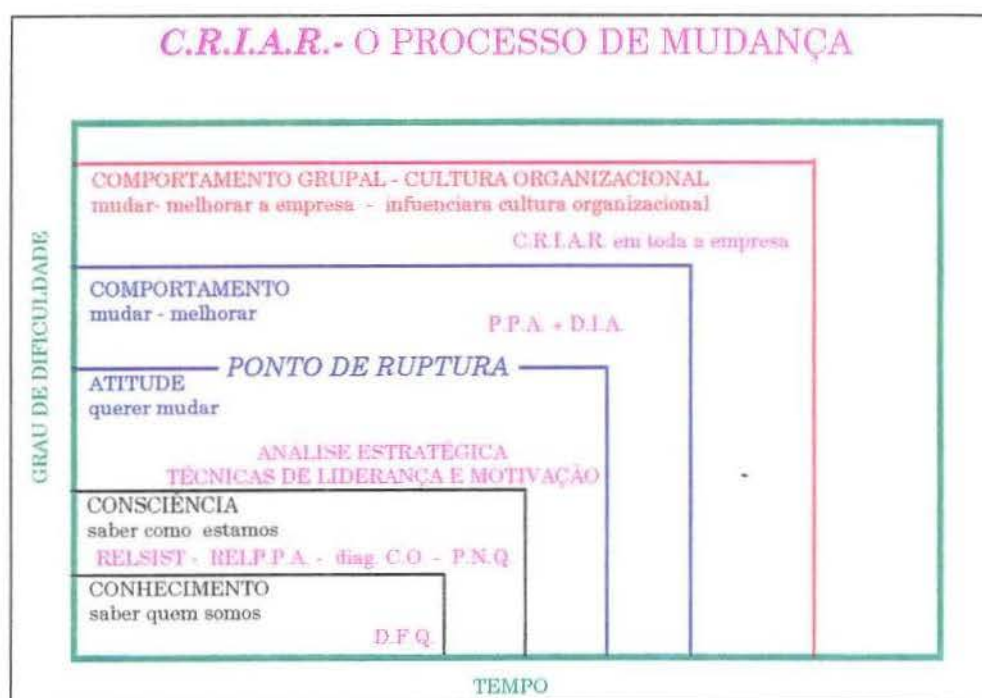 C.R.I.A.R.- O PROCESSO DE MUDANÇA
COMPORTAMENTO GRUPAL - CULTURA ORGANIZACIONAL
mudar- melhorar a empresa - infuenciara cultura organizacional
C.R.I.A.R. em toda a empresa
COMPORTAMENTO
mudar - melhorar
P.P.A. + D.I.A.
PONTO DE RUPTURA
ATITUDE
querer mudar
ANALISE ESTRATÉGICA
TÉCNICAS DE LIDERANÇA E MOTIVAÇÃO
CONSCIÊNCIA
saber como estamos
RELSIST - RELP.P.A. - diag. C.O - P.N.Q.
CONHECIMENTO
saber quem somos
D.F.Q.
GRAU DE DIFICULDADE
TEMPO